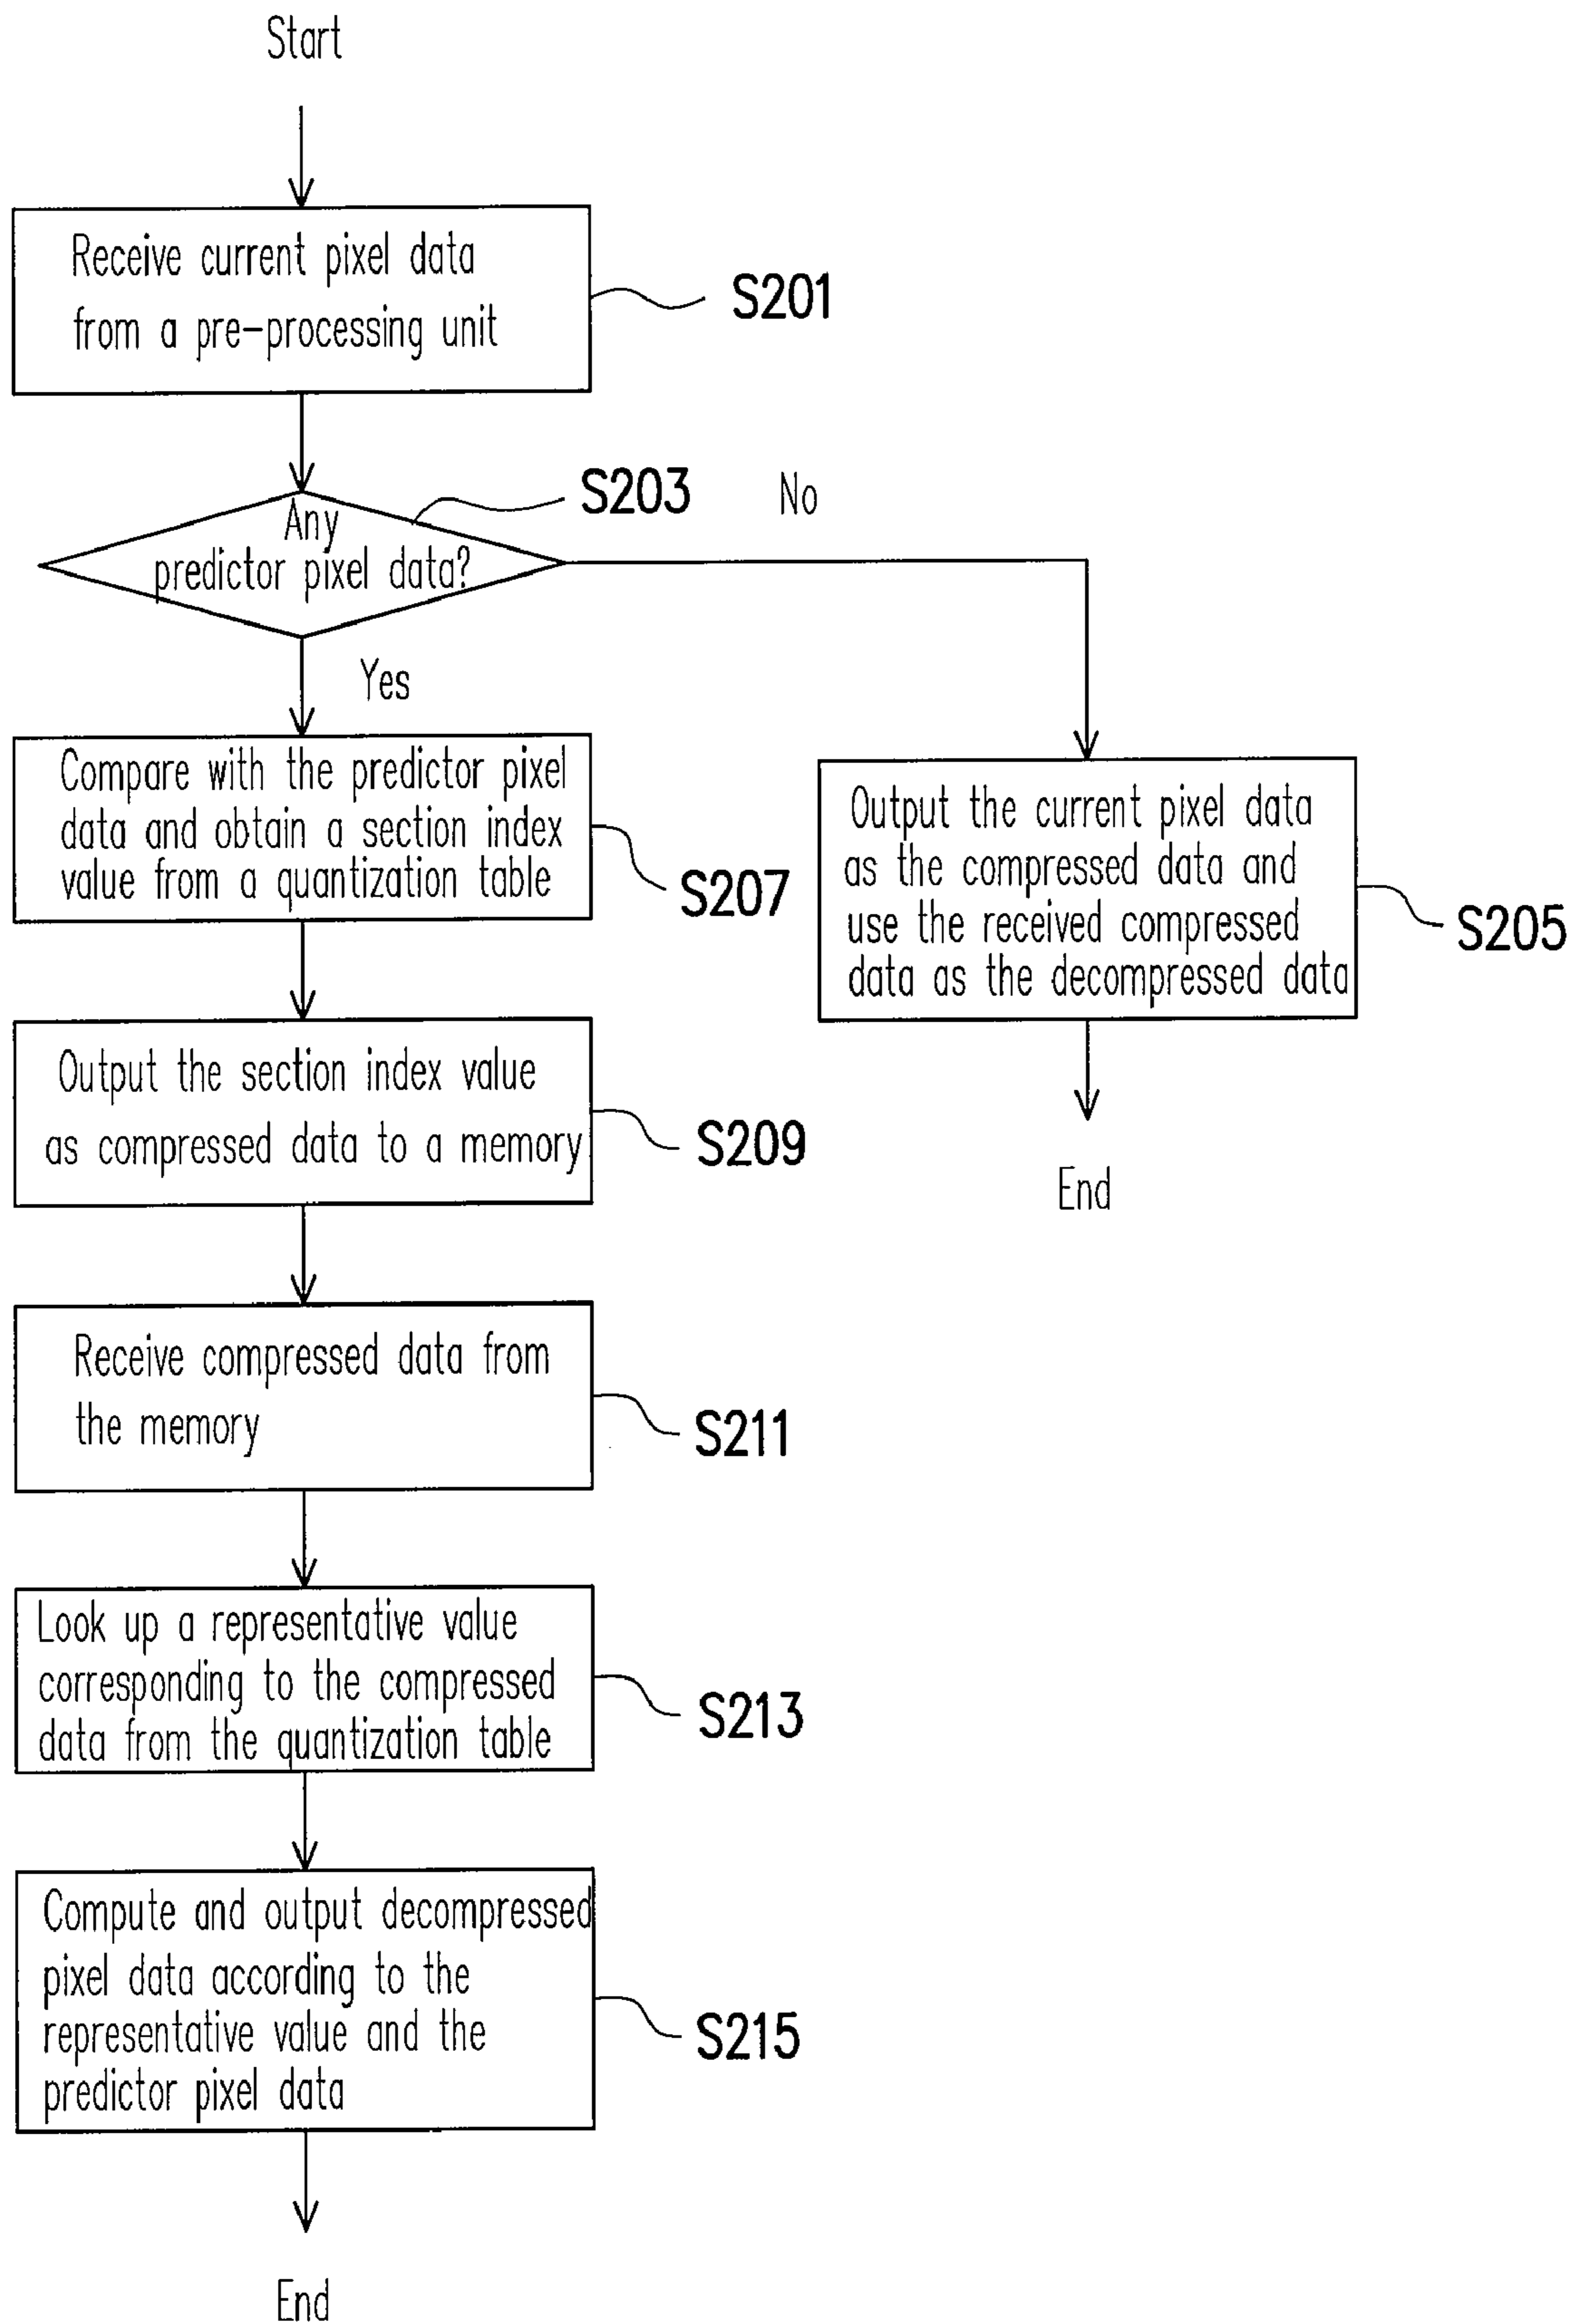 Start
Receive current pixel data
from a pre-processing unit
S201
Any
predictor pixel data?
S203
No
Yes
Compare with the predictor pixel
data and obtain a section index
value from a quantization table
S207
Output the current pixel data
as the compressed data and
use the received compressed
data as the decompressed data
S205
End
Output the section index value
as compressed data to a memory
S209
Receive compressed data from
the memory
S211
Look up a representative value
corresponding to the compressed
data from the quantization table
S213
Compute and output decompressed
pixel data according to the
representative value and the
predictor pixel data
S215
End